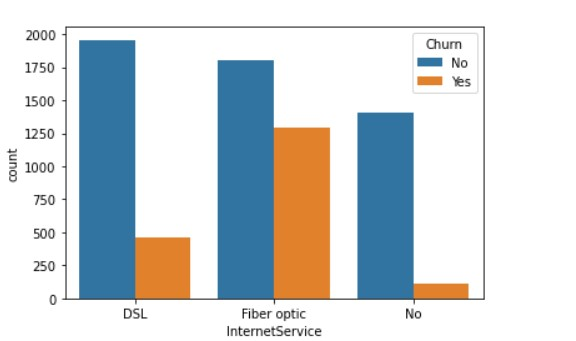 2000
1750
1500
1250
1000
750
500
250
0
count
Churn
No
Yes
DSL Fiber optic No
InternetService